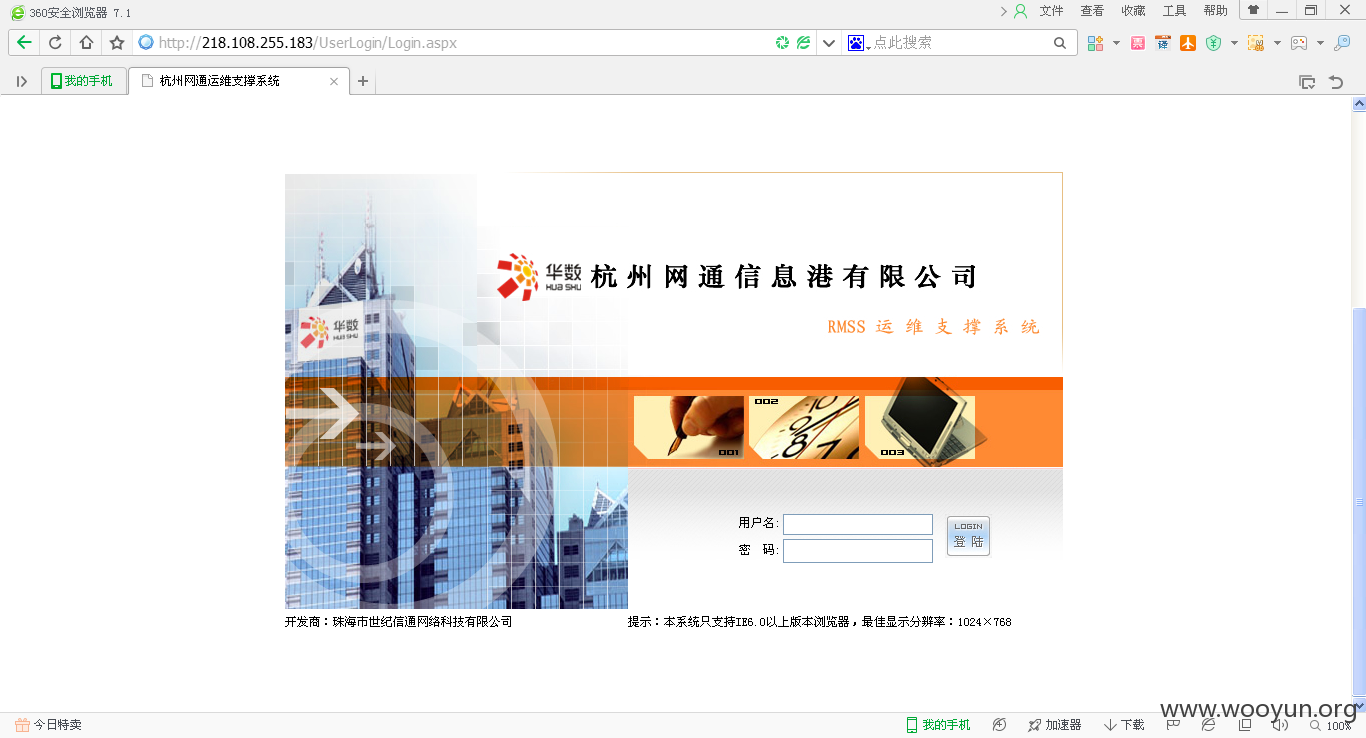 360安全浏览器 7.1
文件 查看 收藏 工具 帮助
http://218.108.255.183/UserLogin/Login.aspx
点此搜索
我的手机
杭州网通运维支撑系统
华数
HUA SHU
杭州网通信息港有限公司
RMSS 运维支撑系统
华数
HUA SHU
001
002
003
用户名:
密 码:
LOGIN
登 陆
开发商：珠海市世纪信通网络科技有限公司
提示：本系统只支持IE6.0以上版本浏览器，最佳显示分辨率：1024×768
www.wooyun.org
今日特卖
我的手机
加速器
下载
100%